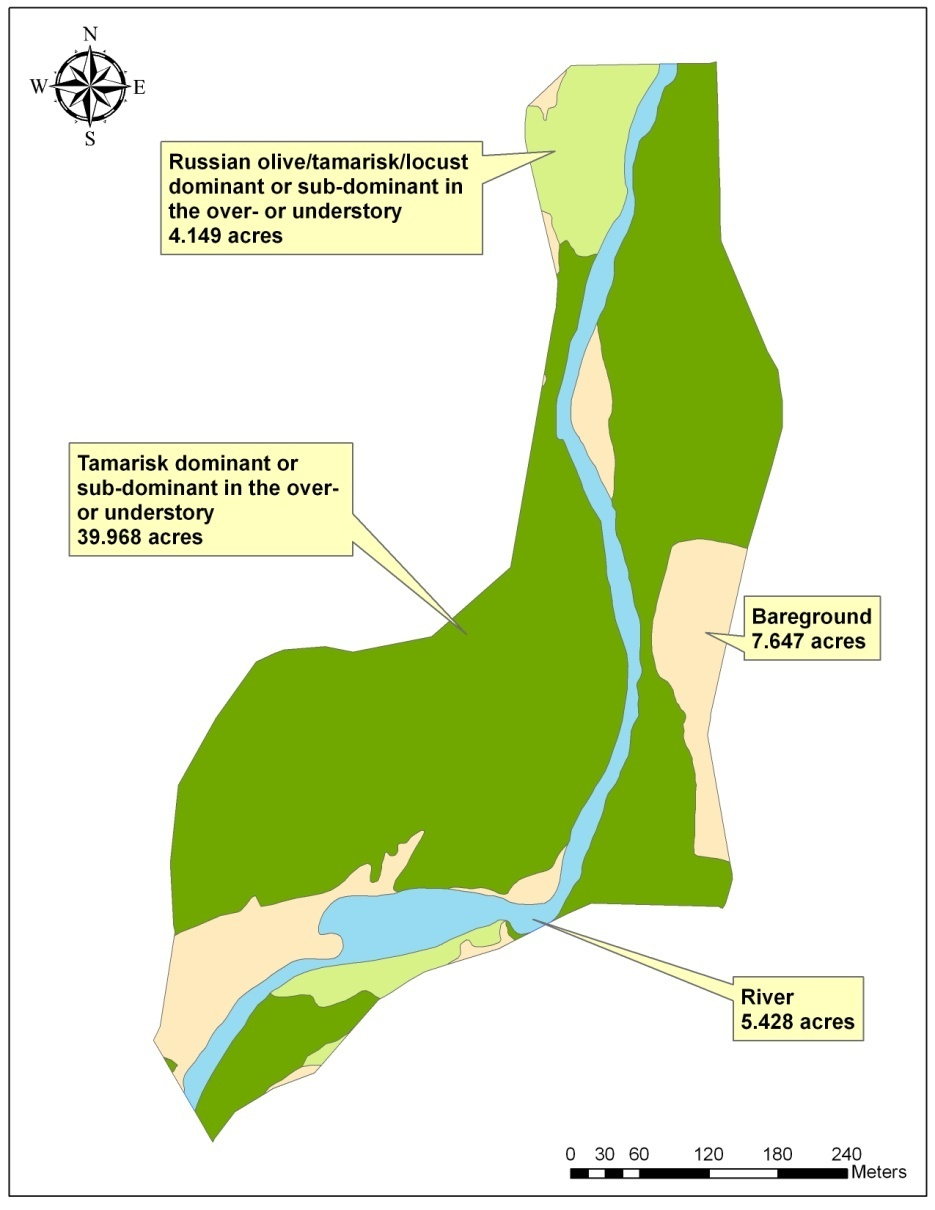 N
W E
S
Russian olive/tamarisk/locust
dominant or sub-dominant in
the over- or understory
4.149 acres
Tamarisk dominant or
sub-dominant in the over-
or understory
39.968 acres
Bareground
7.647 acres
River
5.428 acres
0 30 60 120 180 240
Meters